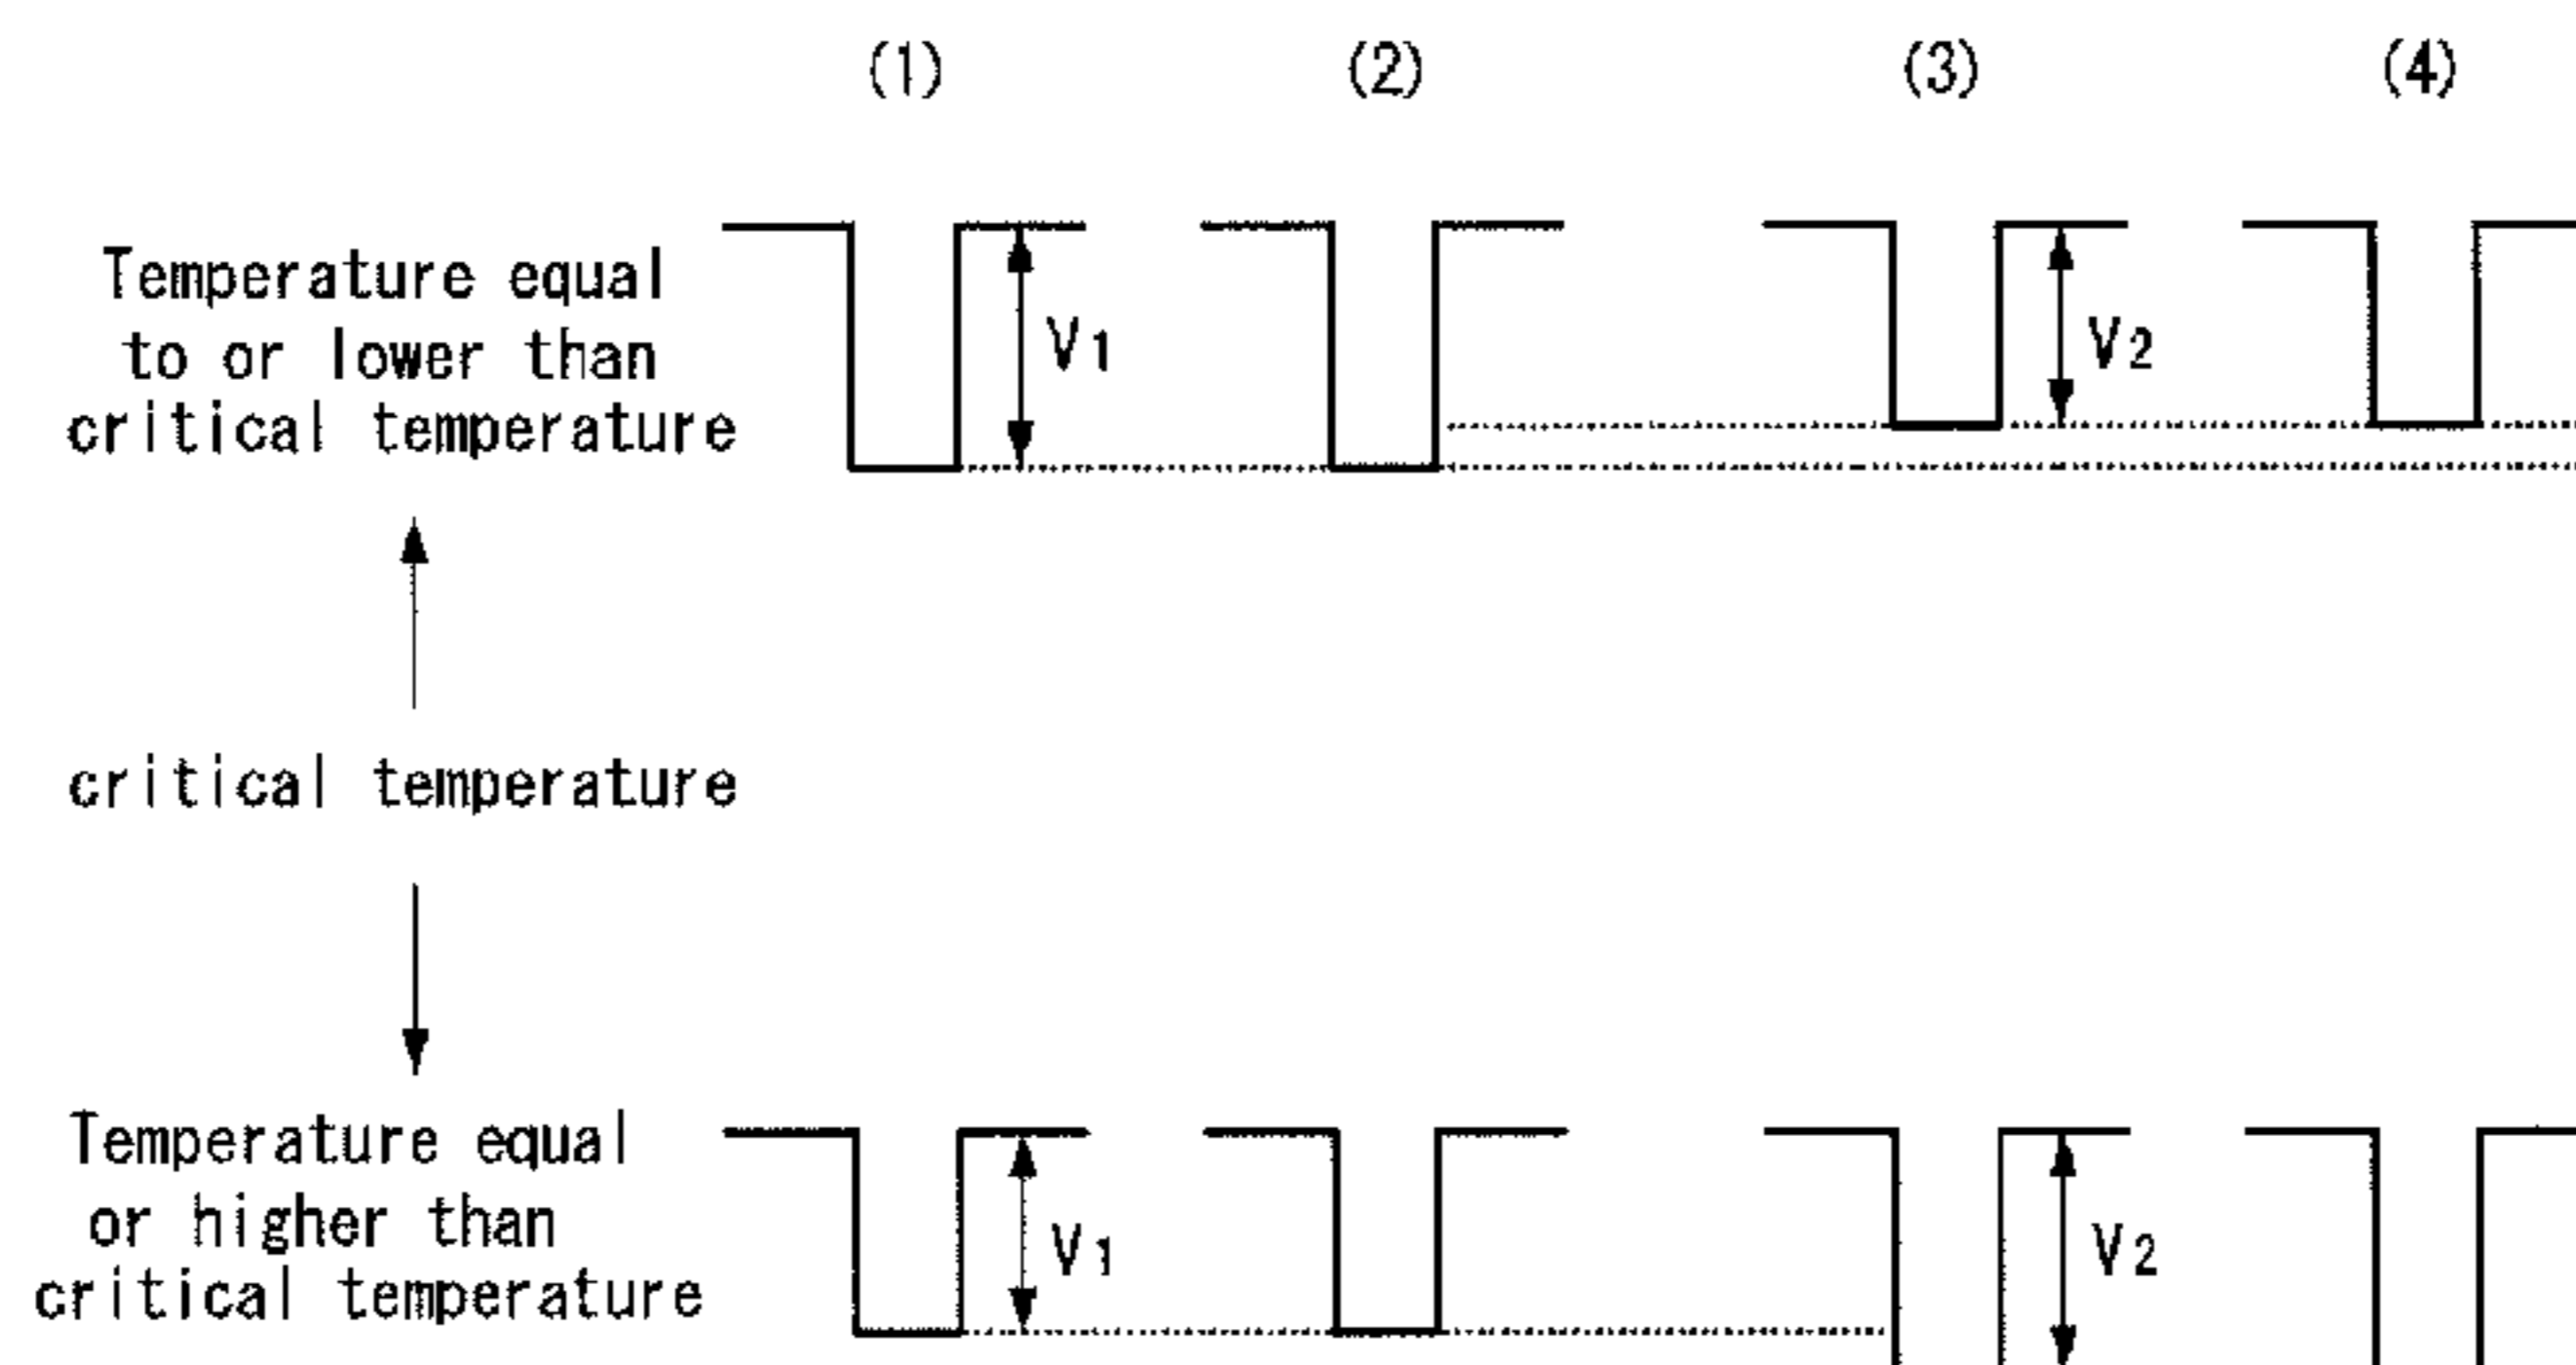 (1) (2) (3) (4)
Temperature equal
to or lower than
critical temperature
V1 V2
critical temperature
Temperature equal
or higher than
critical temperature
V1 V2